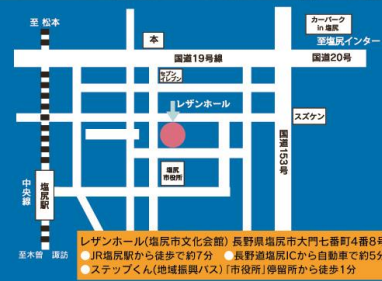 至 松本
本
カーパーク
in 塩尻
至塩尻インター
国道19号線
国道20号
セブン
イレブン
レザンホール
スズケン
国道153号
塩尻
市役所
中央線
塩尻駅
至木曽 諏訪
レザンホール(塩尻市文化会館) 長野県塩尻市大門七番町4番8号
●JR塩尻駅から徒歩で約7分 ●長野道塩尻ICから自動車で約5分
●ステップくん(地域振興バス)「市役所」停留所から徒歩1分